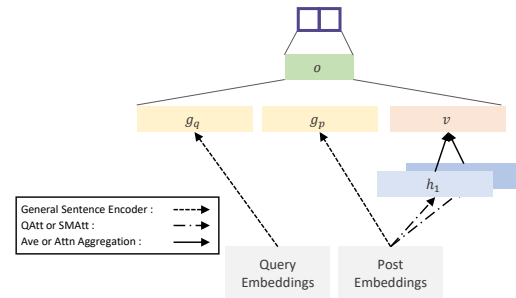 o
g_q
g_p
v
h_1
General Sentence Encoder :
QAtt or SMAtt :
Ave or Attn Aggregation :
Query
Embeddings
Post
Embeddings